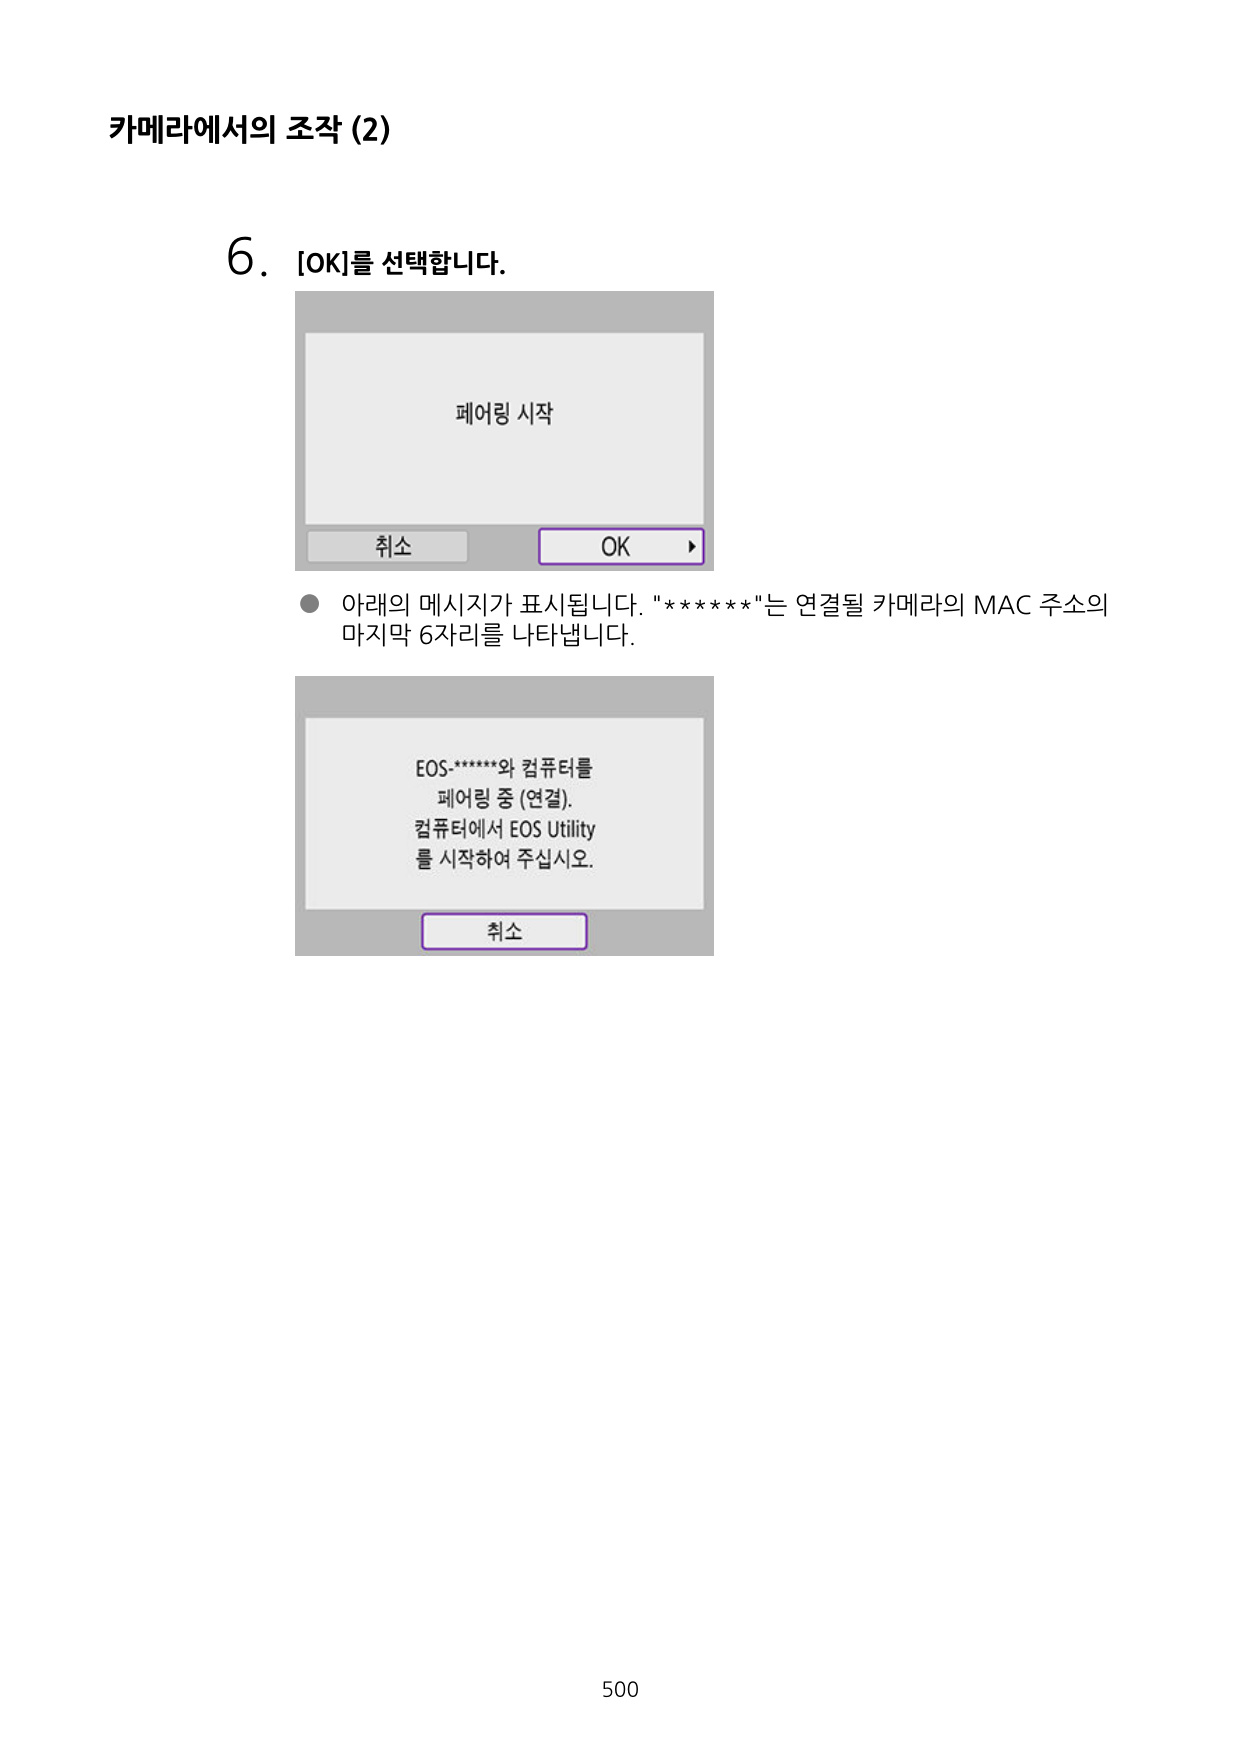 카메라에서의 조작 (2)
6. [OK]를 선택합니다.
페어링 시작
취소
OK
● 아래의 메시지가 표시됩니다. "******"는 연결될 카메라의 MAC 주소의
마지막 6자리를 나타냅니다.
EOS-******와 컴퓨터를
페어링 중 (연결).
컴퓨터에서 EOS Utility
를 시작하여 주십시오.
취소
500